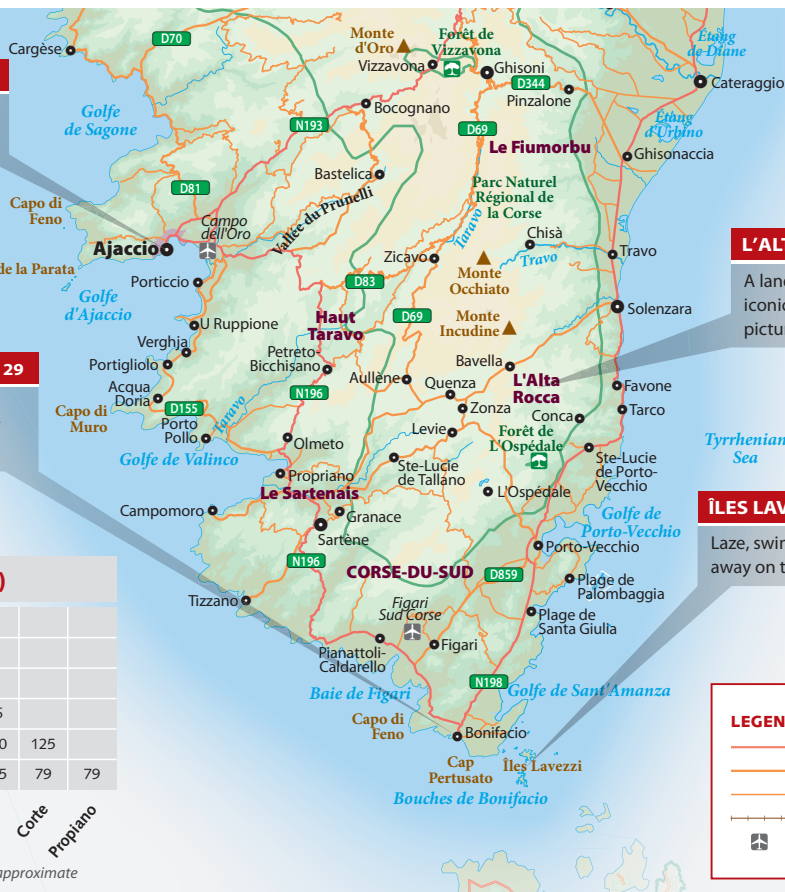 Cargèse
D70
Monte
d'Oro
Forêt de
Vizzavona
Vizzavona
Ghisoni
D344
Pinzalone
Étang
de Diane
Cateraggio
Golfe
de Sagone
Bocognano
N193
D69
Le Fiumorbu
Étang
d'Urbino
Ghisonaccia
Bastelica
D81
Parc Naturel
Régional de
la Corse
Capo di
Feno
Campo
dell'Oro
Vallée du Prunelli
Taravo
Chisà
Ajaccio
Zicavo
Travo
Travo
de la Parata
Porticcio
D83
Monte
Occhiato
Golfe
d'Ajaccio
Solenzara
L'ALT
A land
iconic
pictu
U Ruppione
Haut
Taravo
D69
Monte
Incudine
Verghja
Portigliolo
Petreto-
Bicchisano
Bavella
29
Acqua
Doria
Aullène
Quenza
L'Alta
Rocca
Favone
Capo di
Muro
D155
Taravo
N196
Zonza
Conca
Tarco
Porto
Pollo
Olmeto
Levie
Forêt de
L'Ospédale
Tyrrhenian
Sea
Golfe de Valinco
Propriano
Ste-Lucie
de Tallano
Ste-Lucie
de Porto-
Vecchio
Le Sartenais
L'Ospédale
ÎLES LAV
Laze, swim
away on t
Campomoro
Granace
Golfe de
Porto-Vecchio
Sartène
Porto-Vecchio
N196
CORSE-DU-SUD
D859
Plage de
Palombaggia
Tizzano
Figari
Sud Corse
Plage de
Santa Giulia
)
Pianattoli-
Caldarello
Figari
N198
Baie de Figari
Golfe de Sant'Amanza
Capo di
Feno
Bonifacio
LEGEN
5
0 125
5 79 79
Cap
Pertusato
Îles Lavezzi
Bouches de Bonifacio
Corte
Propiano
approximate